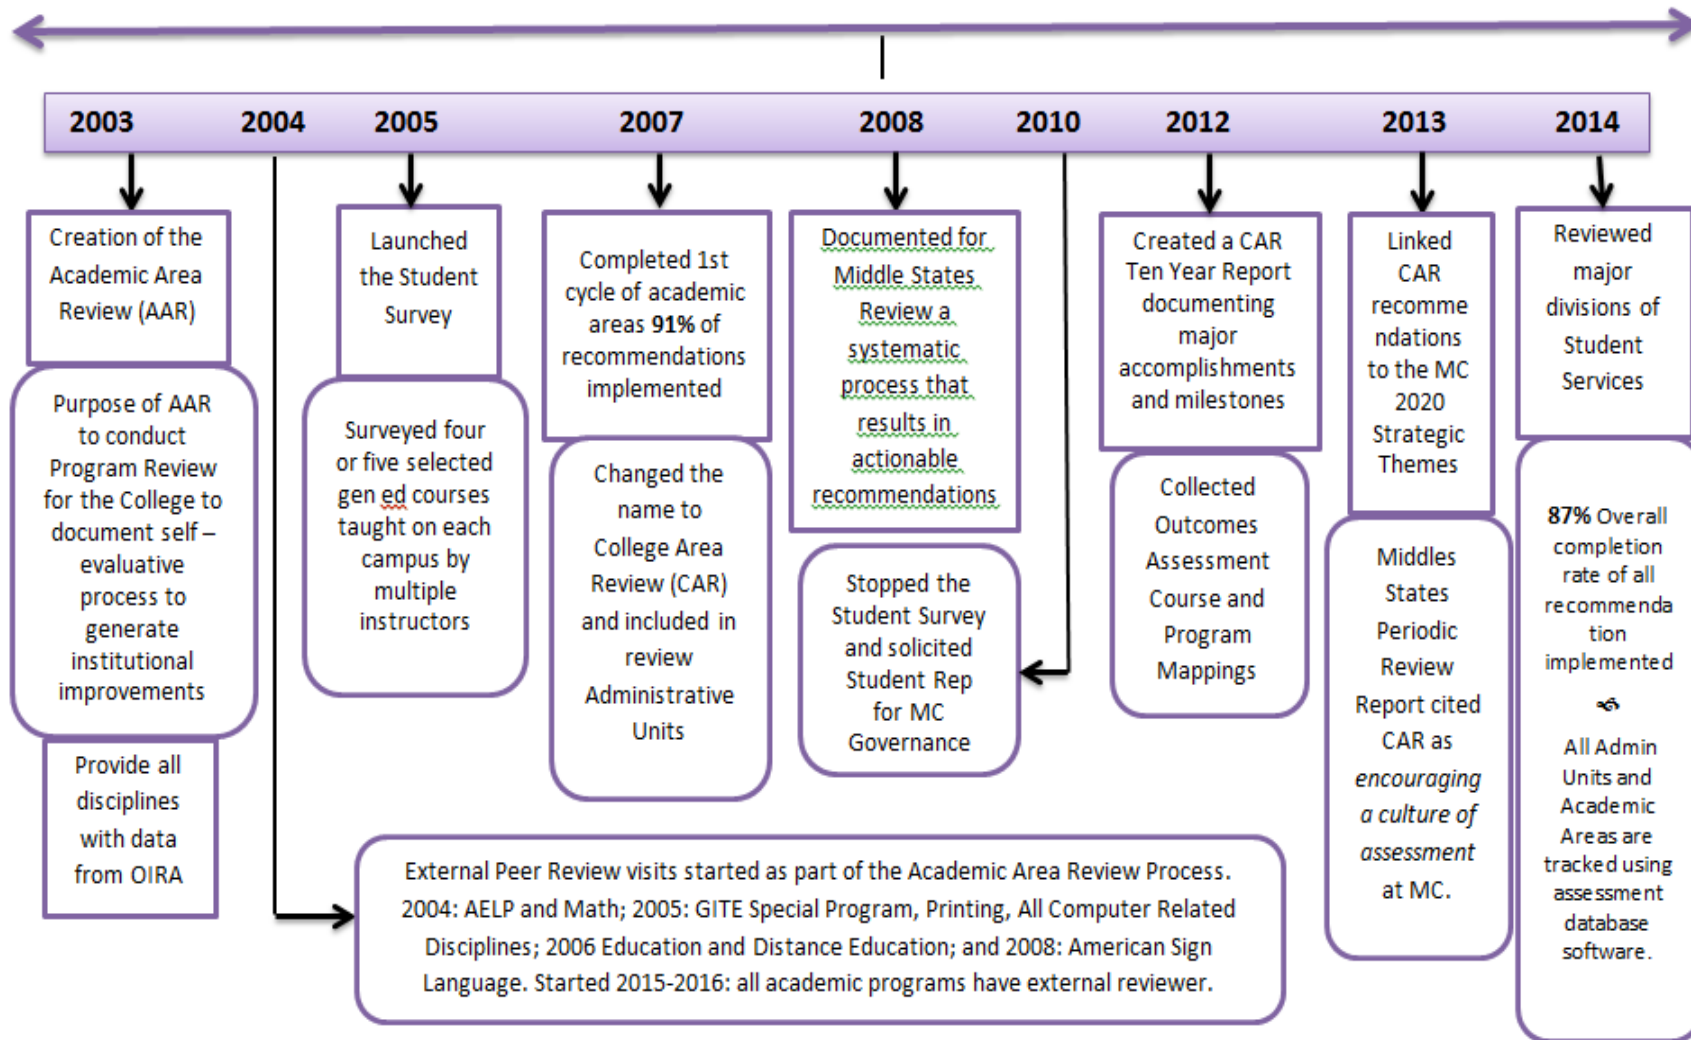 2003 2004 2005 2007 2008 2010 2012 2013 2014
Creation of the
Academic Area
Review (AAR)
Purpose of AAR
to conduct
Program Review
for the College to
document self –
evaluative
process to
generate
institutional
improvements
Provide all
disciplines
with data
from OIRA
Launched
the Student
Survey
Surveyed four
or five selected
gen ed courses
taught on each
campus by
multiple
instructors
Completed 1st
cycle of academic
areas 91% of
recommendations
implemented
Changed the
name to
College Area
Review (CAR)
and included in
review
Administrative
Units
Documented for
Middle States
Review a
systematic
process that
results in
actionable
recommendations
Stopped the
Student Survey
and solicited
Student Rep
for MC
Governance
Created a CAR
Ten Year Report
documenting
major
accomplishments
and milestones
Collected
Outcomes
Assessment
Course and
Program
Mappings
Linked
CAR
recomme
ndations
to the MC
2020
Strategic
Themes
Middles
States
Periodic
Review
Report cited
CAR as
encouraging
a culture of
assessment
at MC.
Reviewed
major
divisions of
Student
Services
87% Overall
completion
rate of all
recommenda
tion
implemented
All Admin
Units and
Academic
Areas are
tracked using
assessment
database
software.
External Peer Review visits started as part of the Academic Area Review Process.
2004: AELP and Math; 2005: GITE Special Program, Printing, All Computer Related
Disciplines; 2006 Education and Distance Education; and 2008: American Sign
Language. Started 2015-2016: all academic programs have external reviewer.